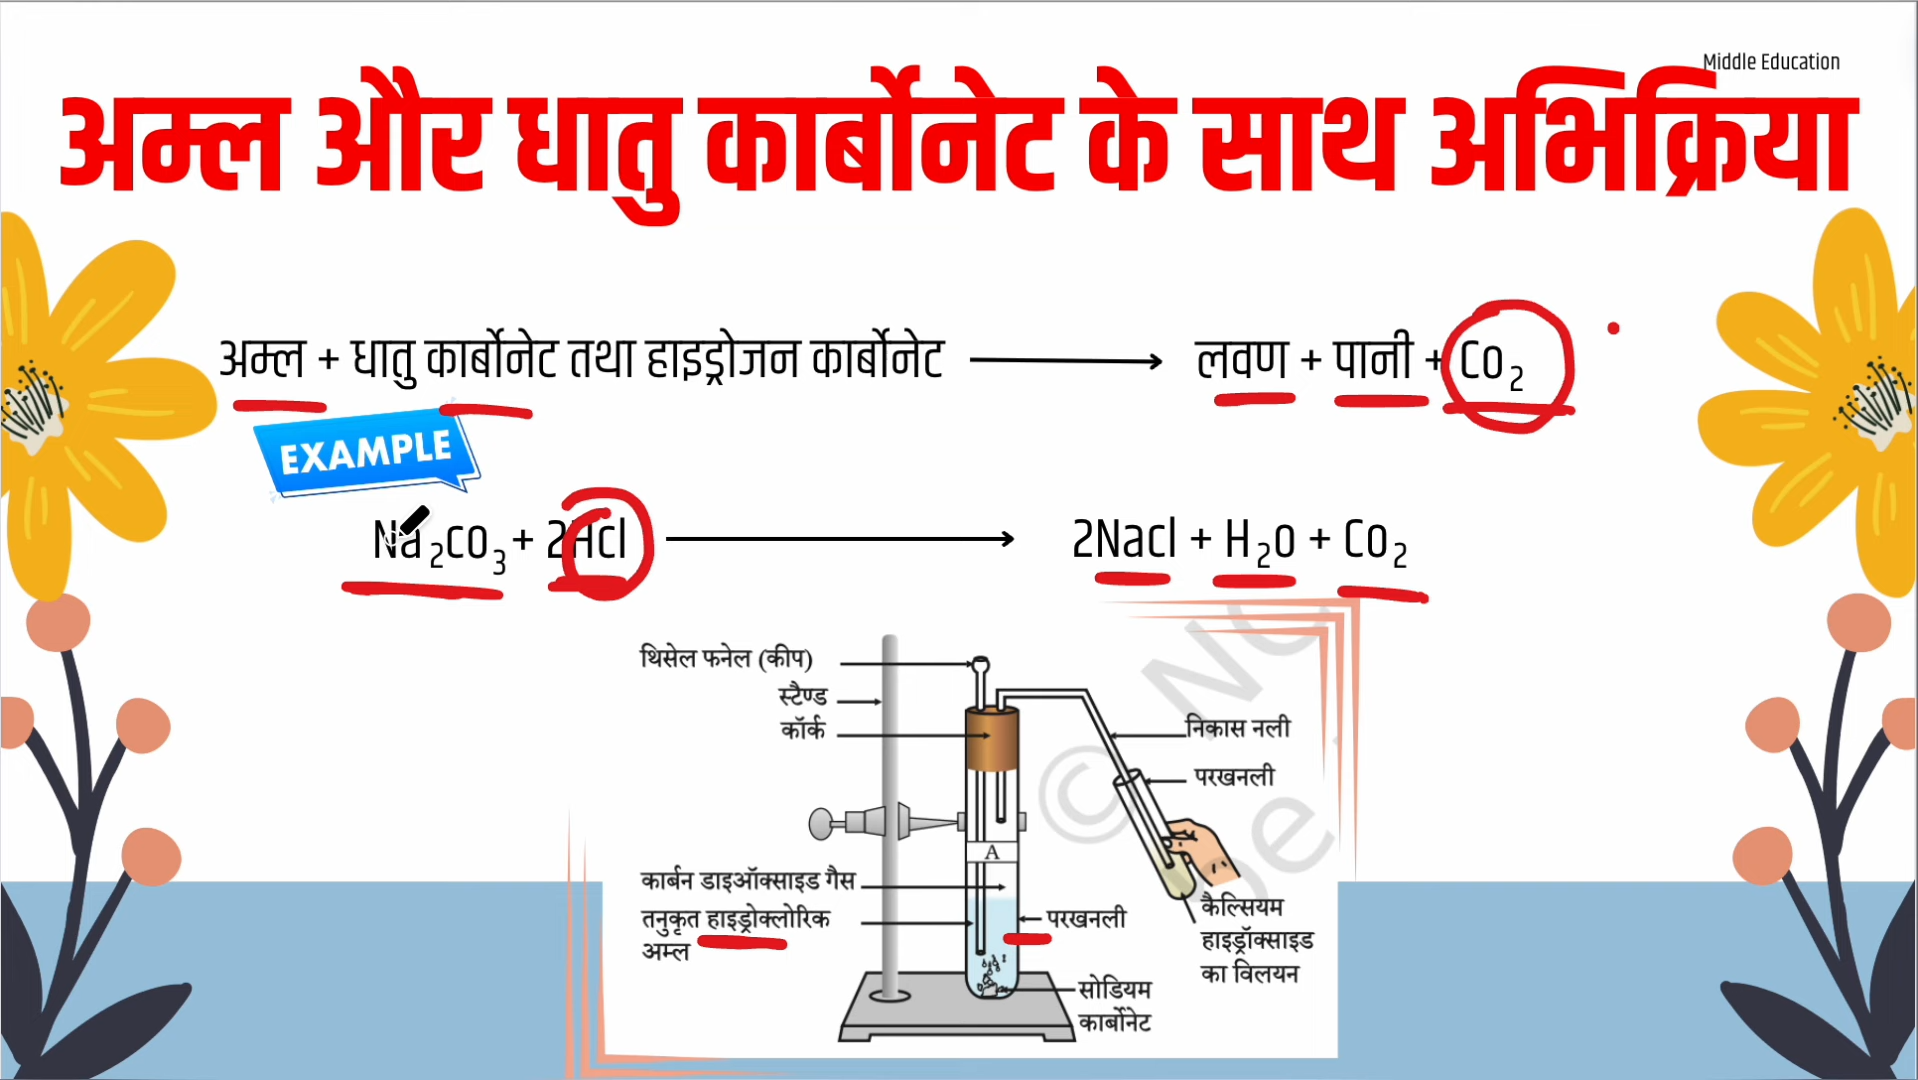 Middle Education
अम्ल और धातु कार्बोनेट के साथ अभिक्रिया
अम्ल + धातु कार्बोनेट तथा हाइड्रोजन कार्बोनेट → लवण + पानी + Co₂
EXAMPLE
Na₂co₃ + 2Hcl → 2Nacl + H₂o + Co₂
थिसेल फनेल (कीप)
स्टैण्ड
कॉर्क
निकास नली
परखनली
A
कार्बन डाइऑक्साइड गैस
तनुकृत हाइड्रोक्लोरिक
अम्ल
परखनली
कैल्सियम
हाइड्रॉक्साइड
का विलयन
सोडियम
कार्बोनेट